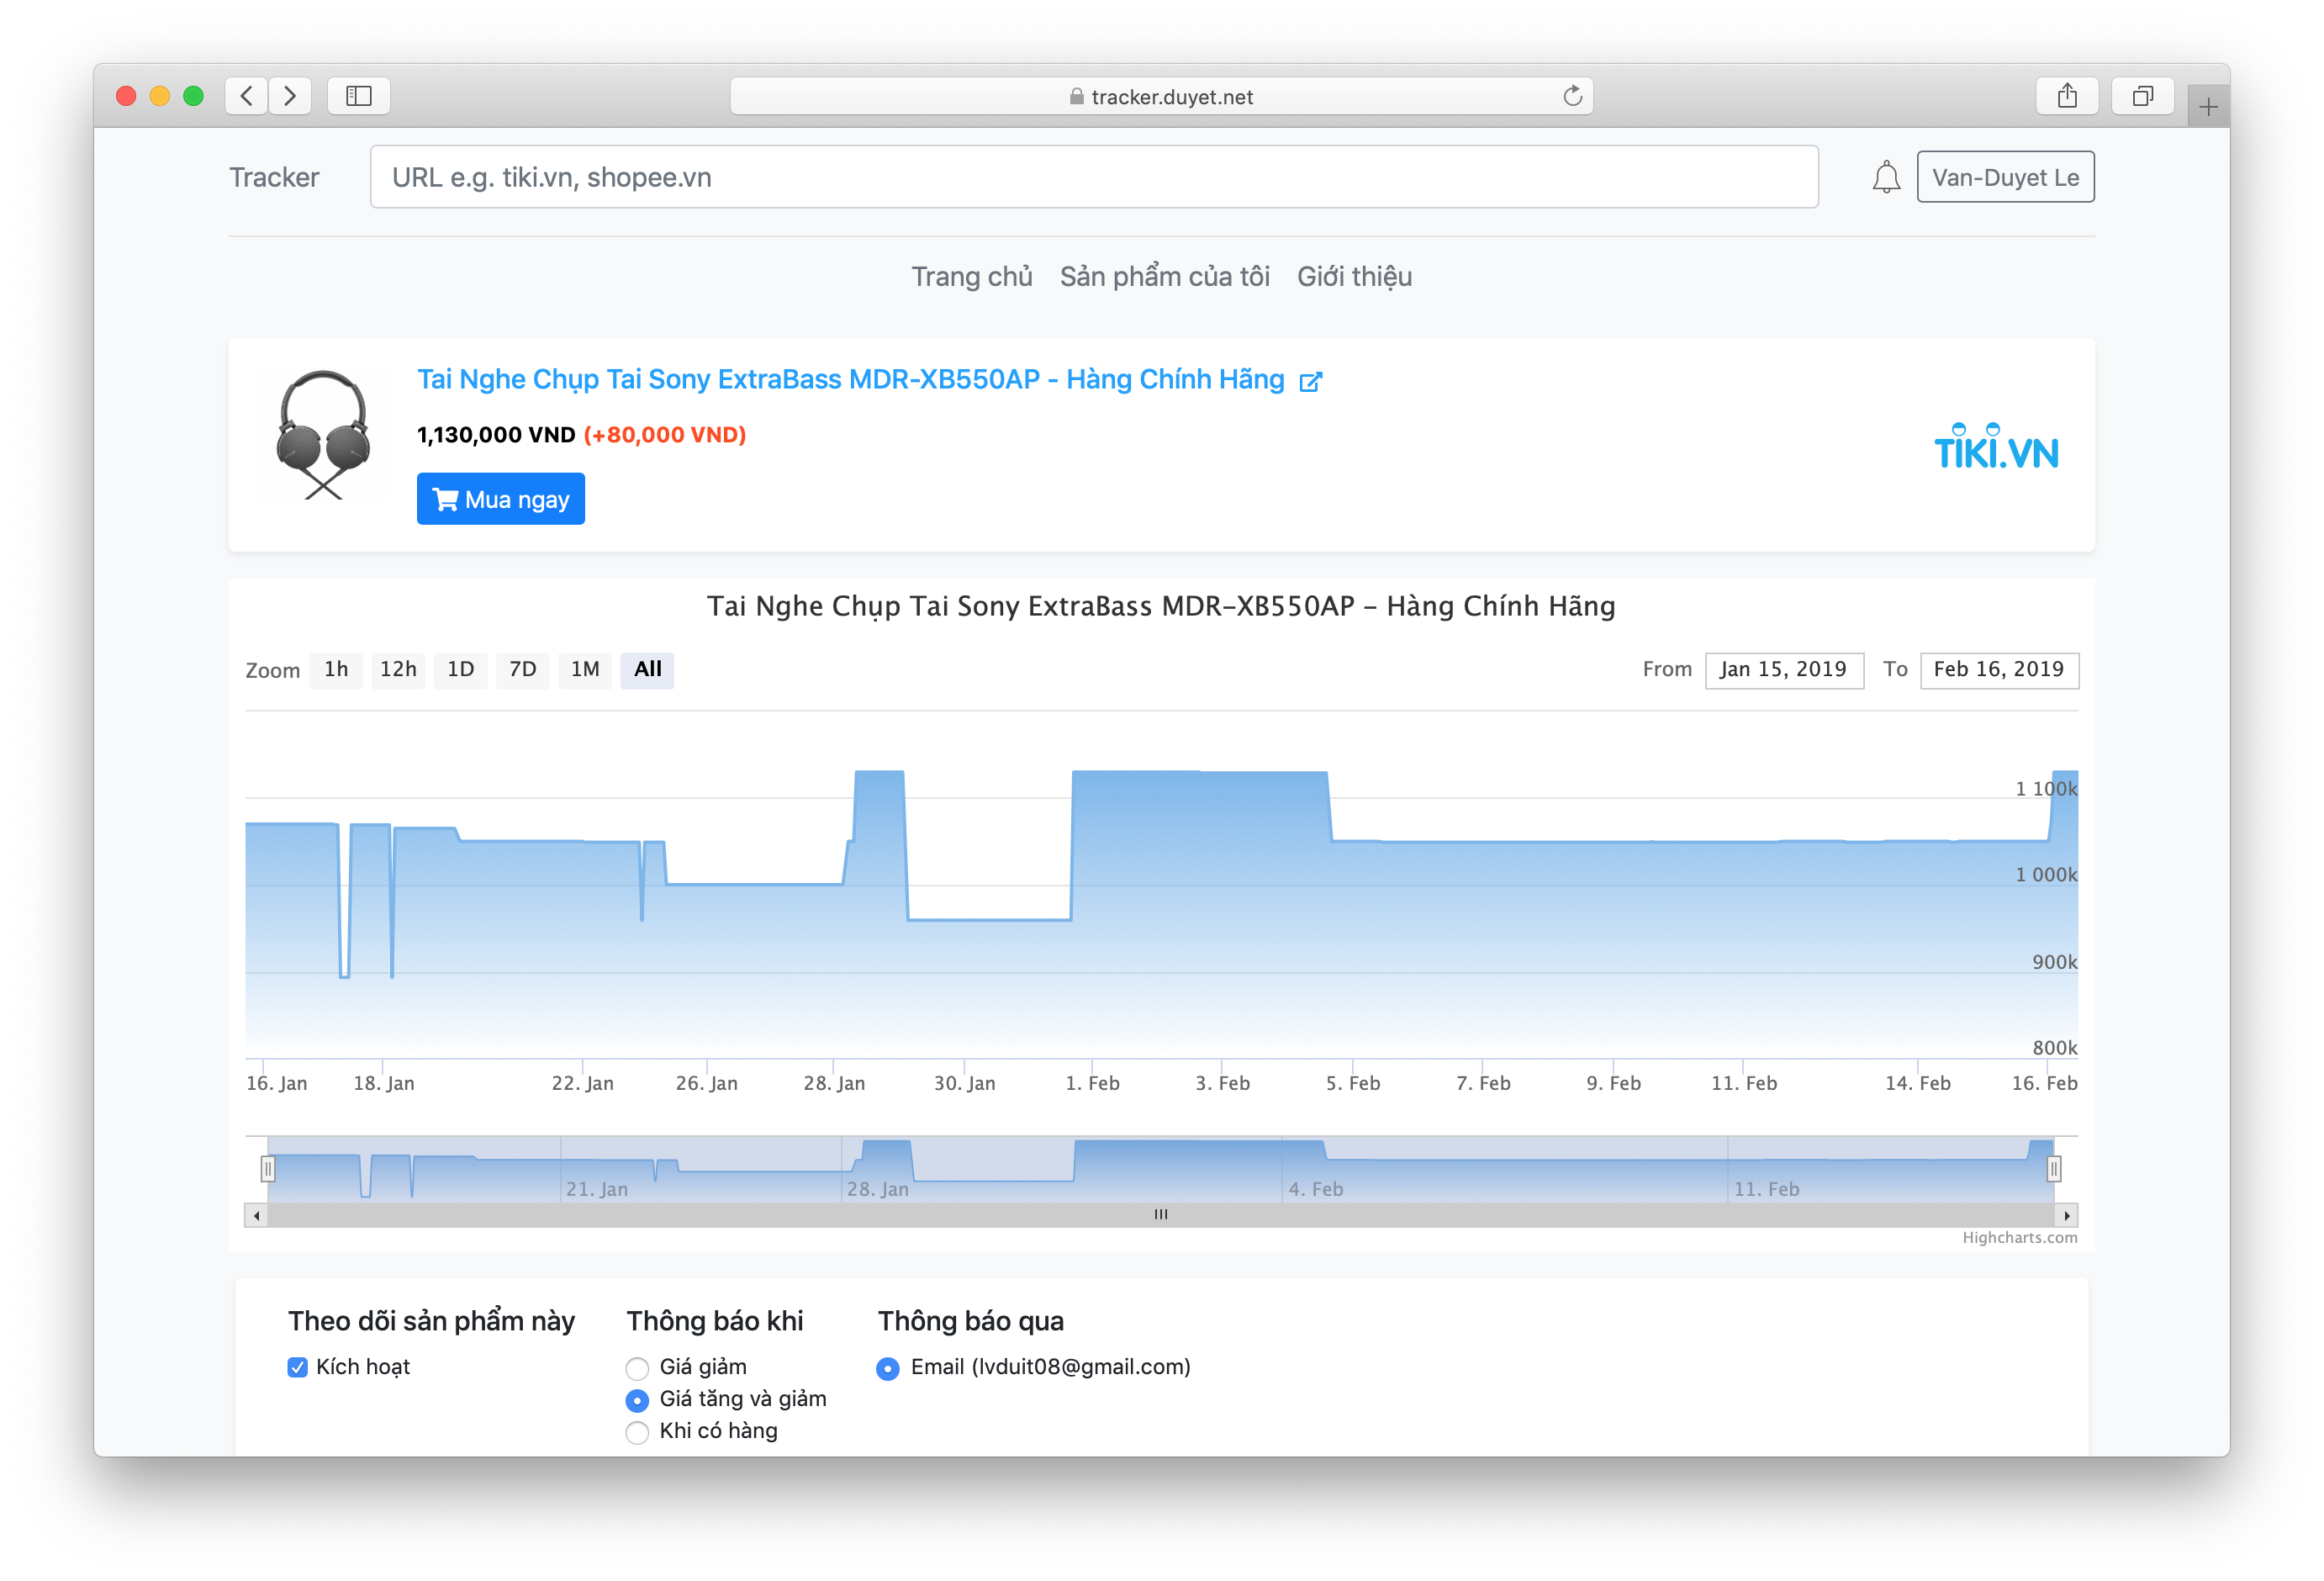 tracker.duyet.net
Tracker
URL e.g. tiki.vn, shopee.vn
Van-Duyet Le
Trang chủ Sản phẩm của tôi Giới thiệu
Tai Nghe Chụp Tai Sony ExtraBass MDR-XB550AP - Hàng Chính Hãng
1,130,000 VND (+80,000 VND)
TIKI.VN
Mua ngay
Tai Nghe Chụp Tai Sony ExtraBass MDR-XB550AP – Hàng Chính Hãng
Zoom 1h 12h 1D 7D 1M All From Jan 15, 2019 To Feb 16, 2019
1 100k
1 000k
900k
800k
16. Jan 18. Jan 22. Jan 26. Jan 28. Jan 30. Jan 1. Feb 3. Feb 5. Feb 7. Feb 9. Feb 11. Feb 14. Feb 16. Feb
21. Jan 28. Jan 4. Feb 11. Feb
Highcharts.com
Theo dõi sản phẩm này
Kích hoạt
Thông báo khi
Giá giảm
Giá tăng và giảm
Khi có hàng
Thông báo qua
Email (lvduit08@gmail.com)